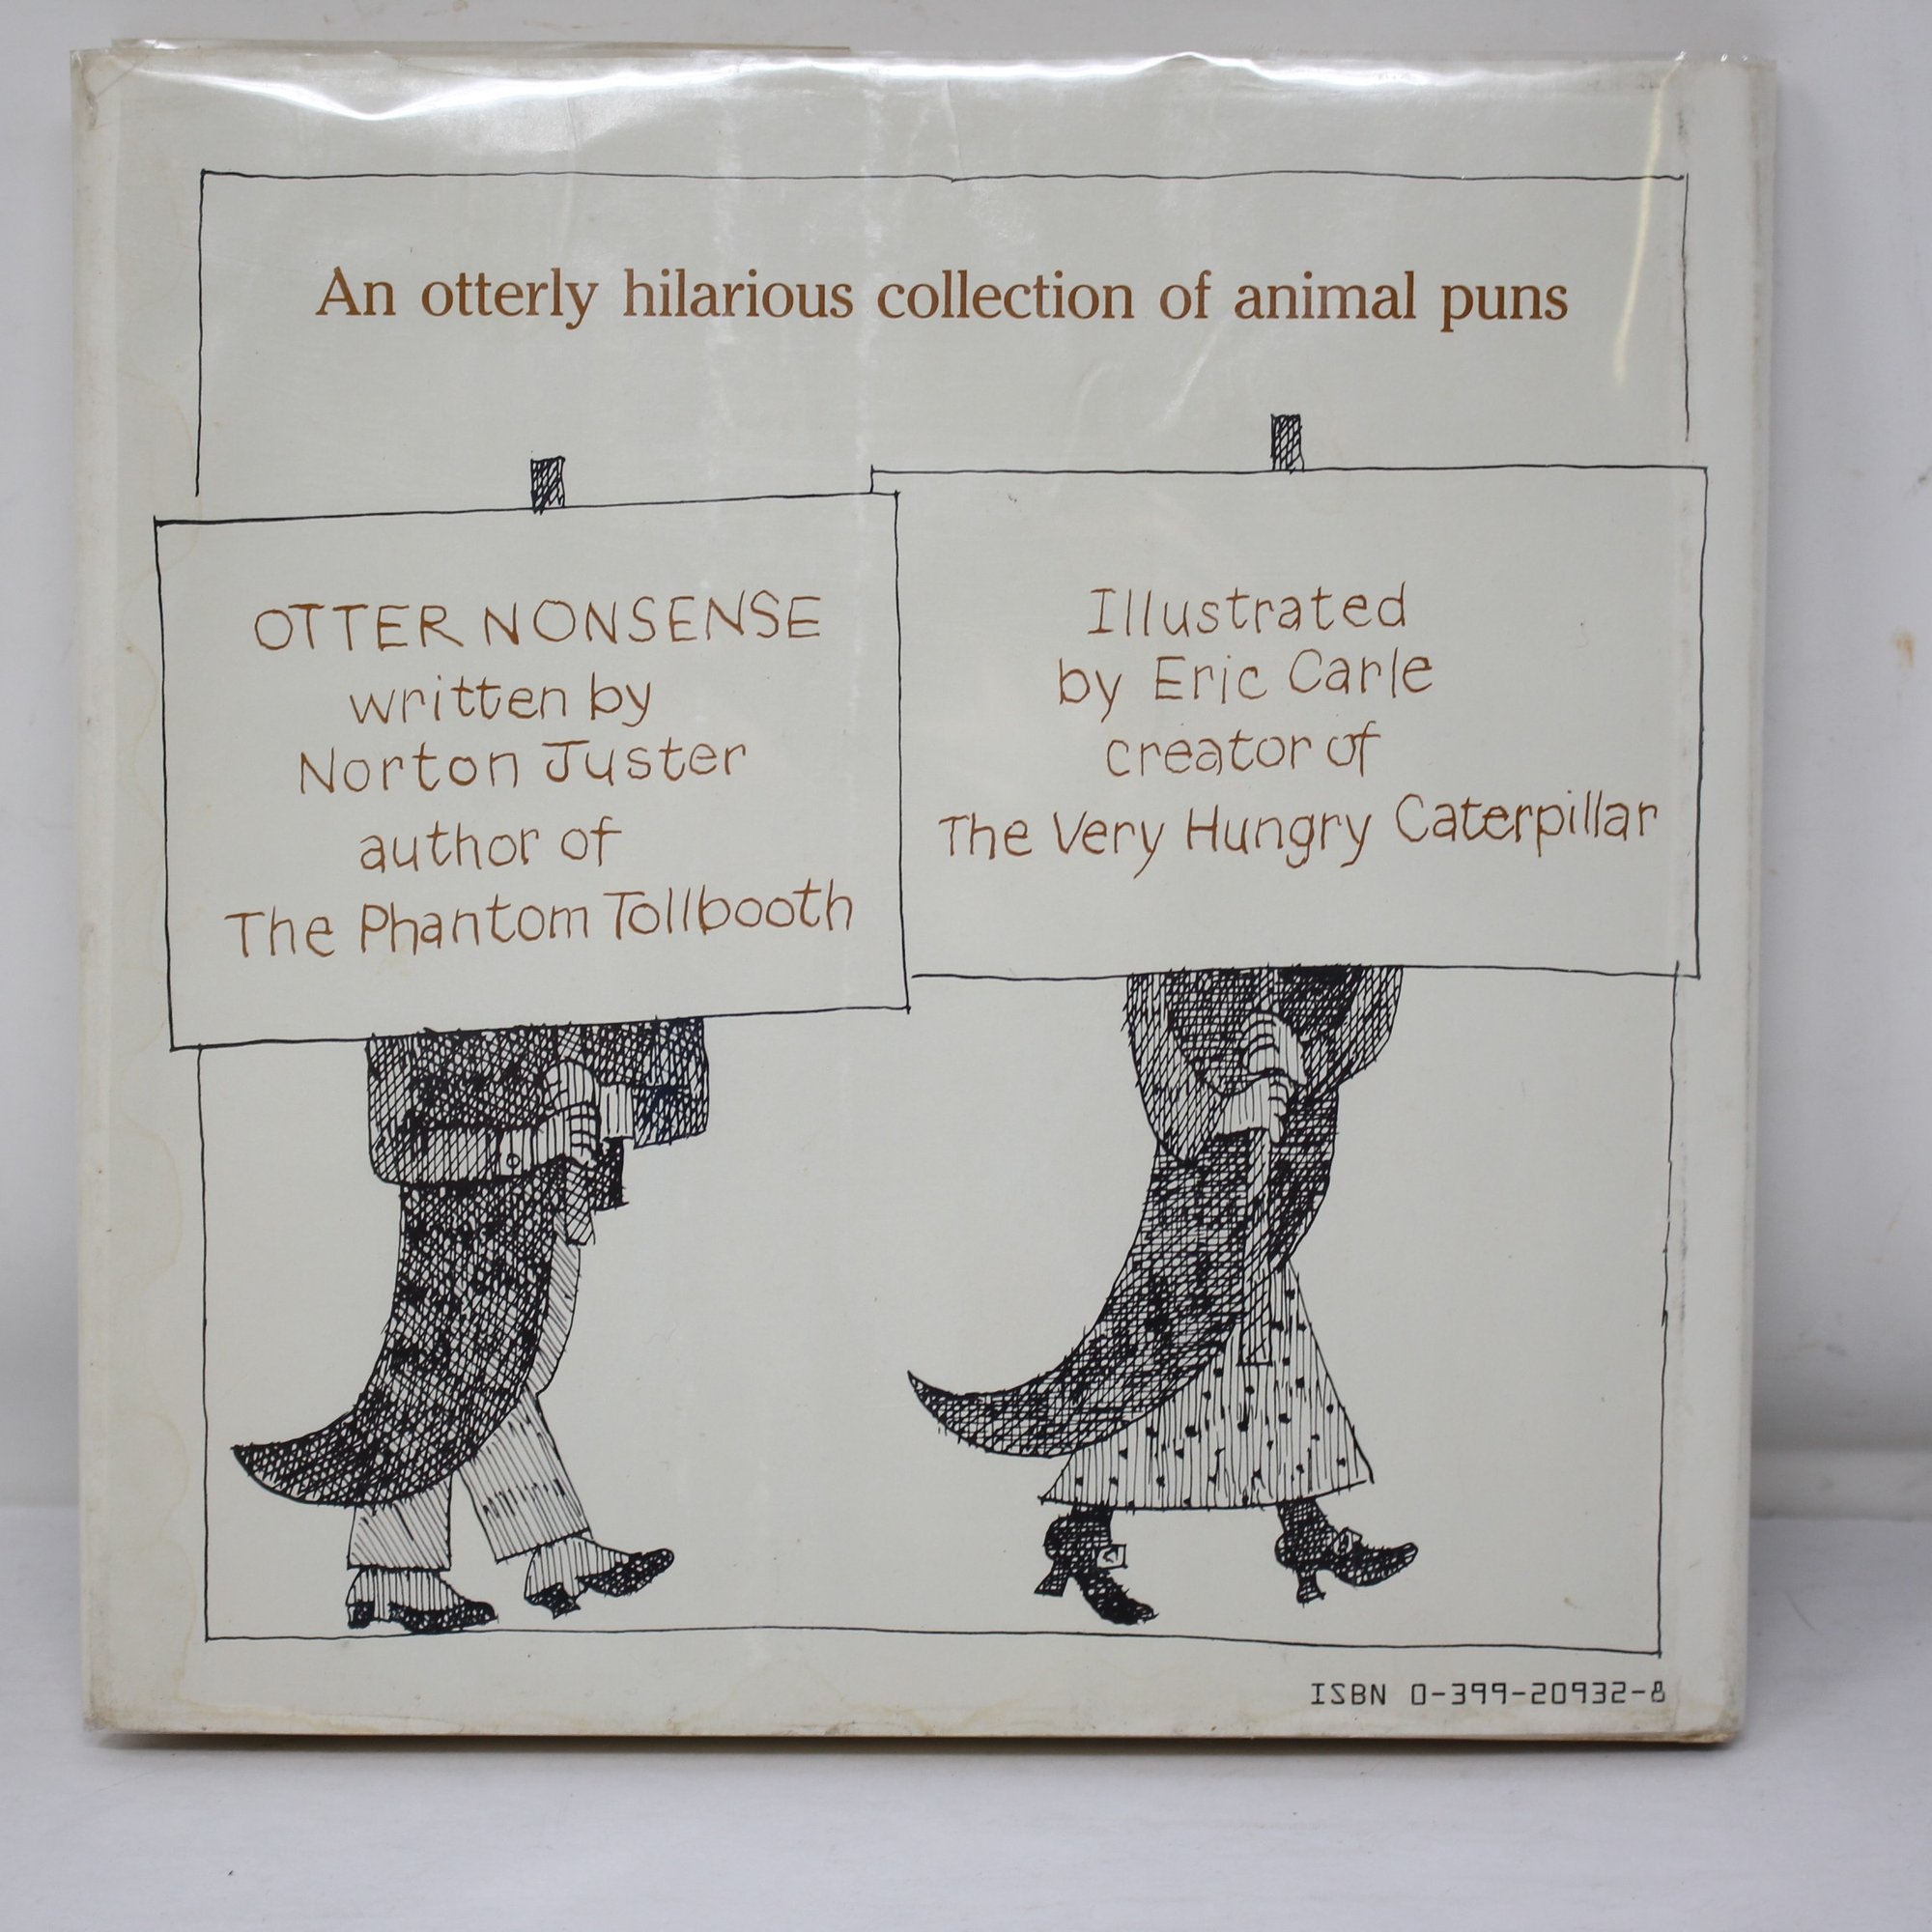 An otterly hilarious collection of animal puns
OTTER NONSENSE
written by
Norton Juster
author of
The Phantom Tollbooth
Illustrated
by Eric Carle
creator of
The Very Hungry Caterpillar
ISBN 0-399-20932-8